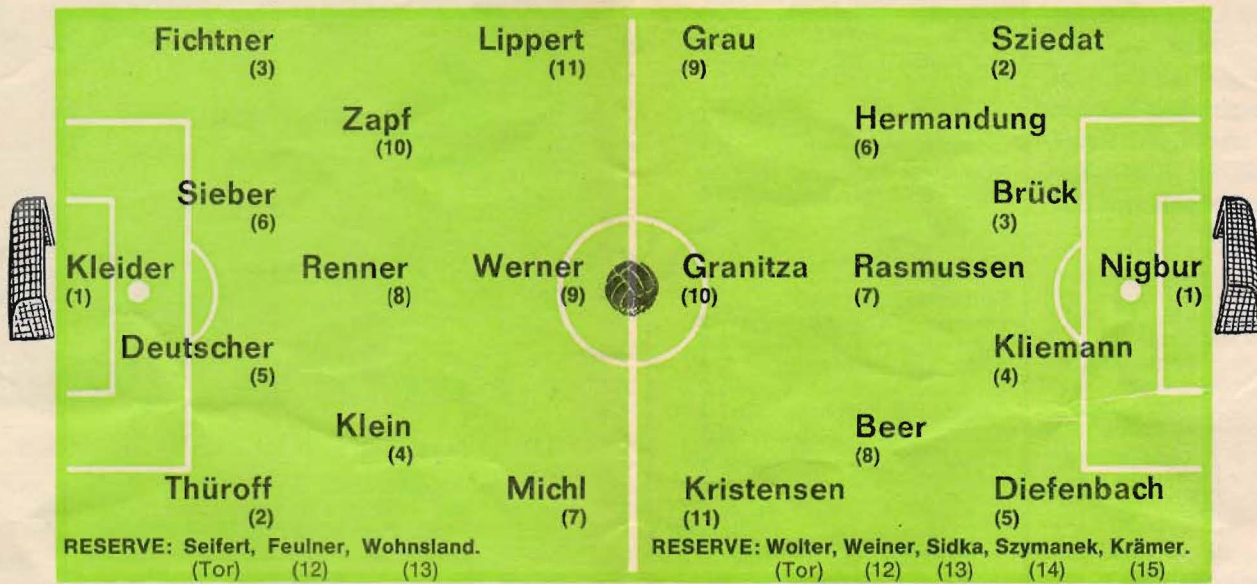 Fichtner
(3)
Lippert
(11)
Grau
(9)
Sziedat
(2)
Zapf
(10)
Hermandung
(6)
Sieber
(6)
Brück
(3)
Kleider
(1)
Renner
(8)
Werner
(9)
Granitza
(10)
Rasmussen
(7)
Nigbur
(1)
Deutscher
(5)
Kliemann
(4)
Klein
(4)
Beer
(8)
Thüroff
(2)
Michl
(7)
Kristensen
(11)
Diefenbach
(5)
RESERVE: Seifert, Feulner, Wohnsland.
(Tor) (12) (13)
RESERVE: Wolter, Weiner, Sidka, Szymanek, Krämer.
(Tor) (12) (13) (14) (15)